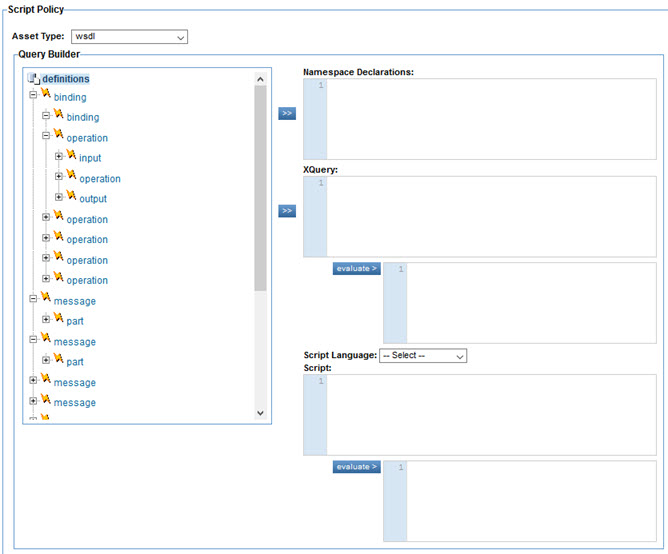 Script Policy
Asset Type: wsdl
Query Builder
definitions
binding
binding
operation
input
operation
output
operation
operation
operation
operation
message
part
message
part
message
message
Namespace Declarations:
1
>>
XQuery:
1
>>
evaluate >
1
Script Language: -- Select --
Script:
1
evaluate >
1